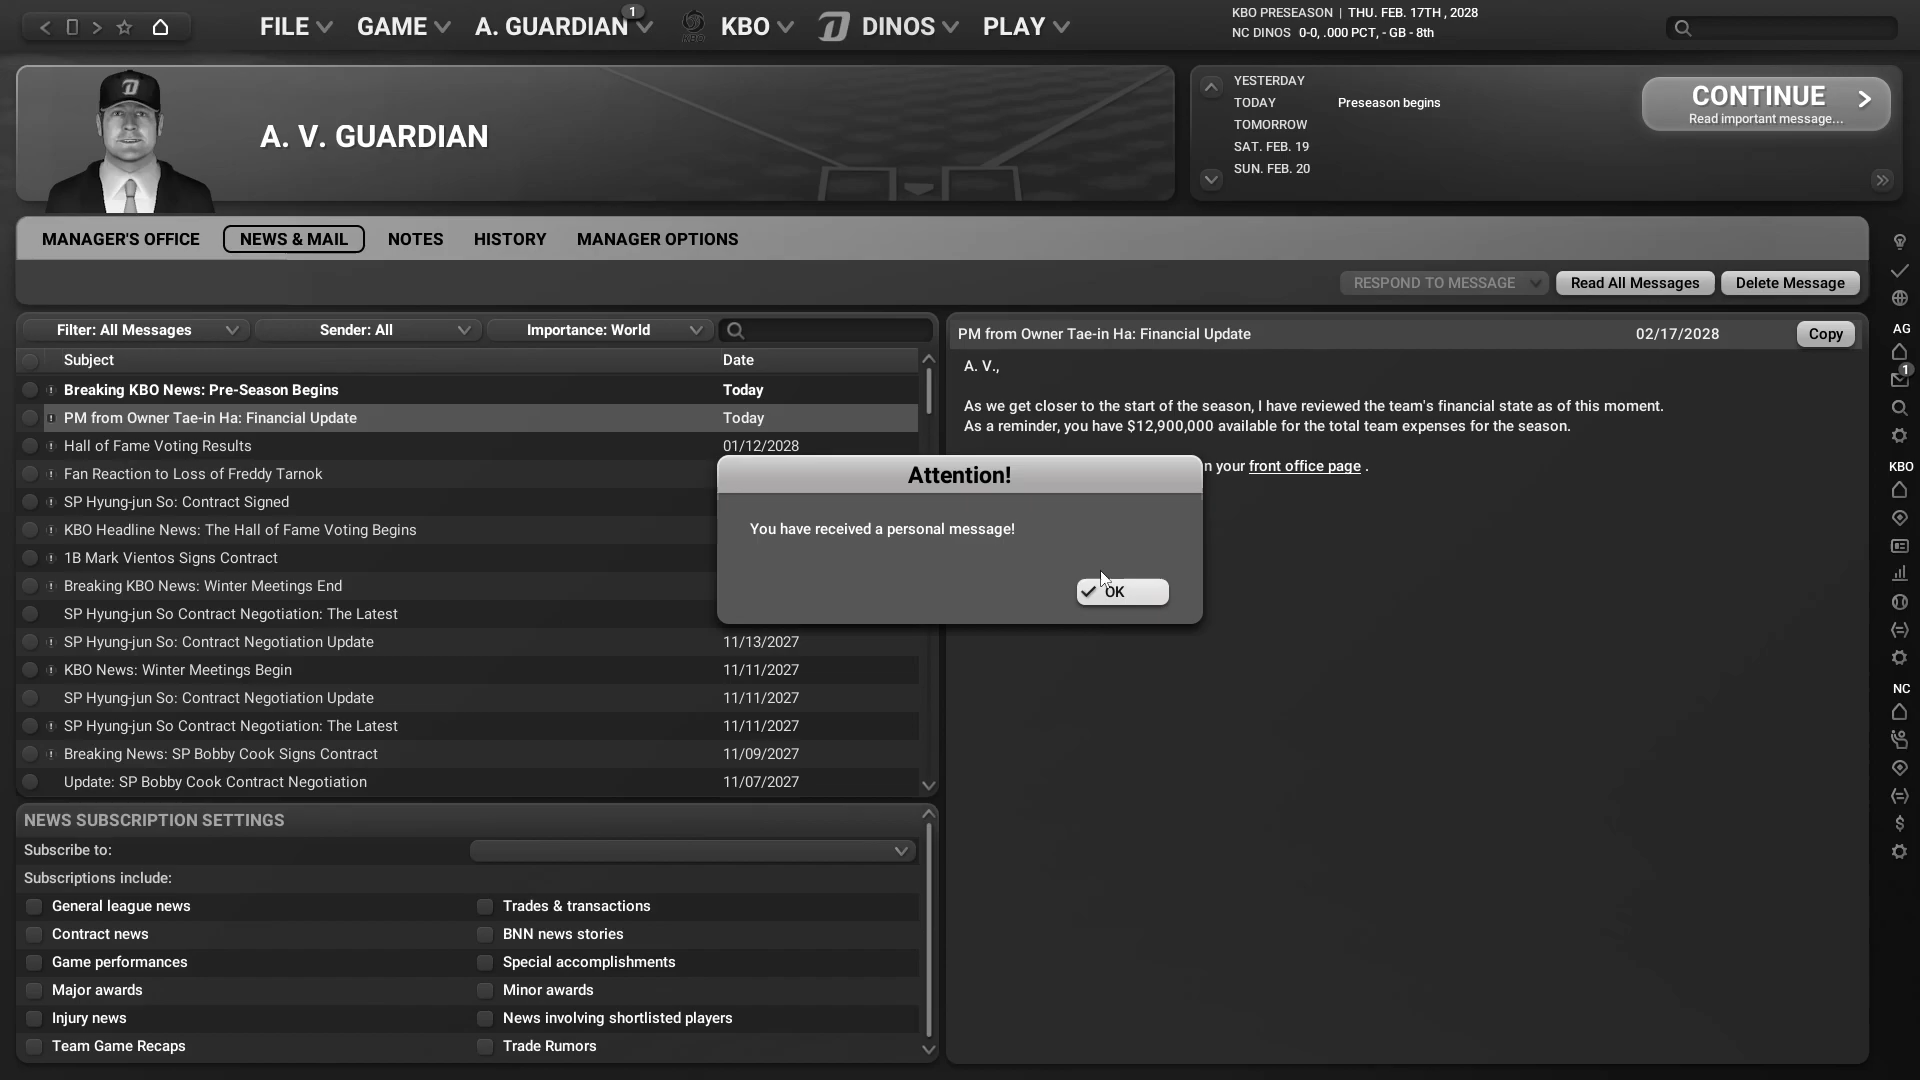 FILE GAME A. GUARDIAN 1 KBO DINOS PLAY
KBO PRESEASON | THU. FEB. 17TH , 2028
NC DINOS 0-0, .000 PCT, - GB - 8th
A. V. GUARDIAN
YESTERDAY
TODAY Preseason begins
TOMORROW
SAT. FEB. 19
SUN. FEB. 20
CONTINUE
Read important message...
MANAGER'S OFFICE NEWS & MAIL NOTES HISTORY MANAGER OPTIONS
RESPOND TO MESSAGE Read All Messages Delete Message
Filter: All Messages Sender: All Importance: World
Subject Date
Breaking KBO News: Pre-Season Begins Today
PM from Owner Tae-in Ha: Financial Update Today
Hall of Fame Voting Results 01/12/2028
Fan Reaction to Loss of Freddy Tarnok
SP Hyung-jun So: Contract Signed
KBO Headline News: The Hall of Fame Voting Begins
1B Mark Vientos Signs Contract
Breaking KBO News: Winter Meetings End
SP Hyung-jun So Contract Negotiation: The Latest
SP Hyung-jun So: Contract Negotiation Update 11/13/2027
KBO News: Winter Meetings Begin 11/11/2027
SP Hyung-jun So: Contract Negotiation Update 11/11/2027
SP Hyung-jun So Contract Negotiation: The Latest 11/11/2027
Breaking News: SP Bobby Cook Signs Contract 11/09/2027
Update: SP Bobby Cook Contract Negotiation 11/07/2027
PM from Owner Tae-in Ha: Financial Update 02/17/2028 Copy
A. V.,
As we get closer to the start of the season, I have reviewed the team's financial state as of this moment.
As a reminder, you have $12,900,000 available for the total team expenses for the season.
n your front office page .
Attention!
You have received a personal message!
OK
NEWS SUBSCRIPTION SETTINGS
Subscribe to:
Subscriptions include:
General league news Trades & transactions
Contract news BNN news stories
Game performances Special accomplishments
Major awards Minor awards
Injury news News involving shortlisted players
Team Game Recaps Trade Rumors
AG
1
KBO
NC